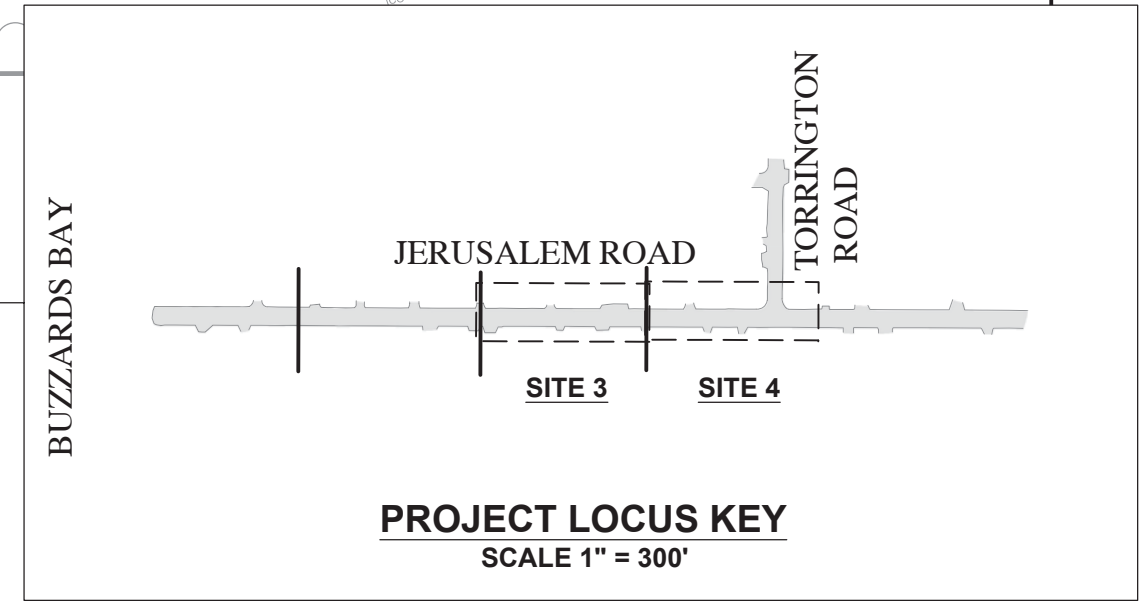 BUZZARDS BAY
JERUSALEM ROAD
TORRINGTON
ROAD
SITE 3
SITE 4
PROJECT LOCUS KEY
SCALE 1" = 300'